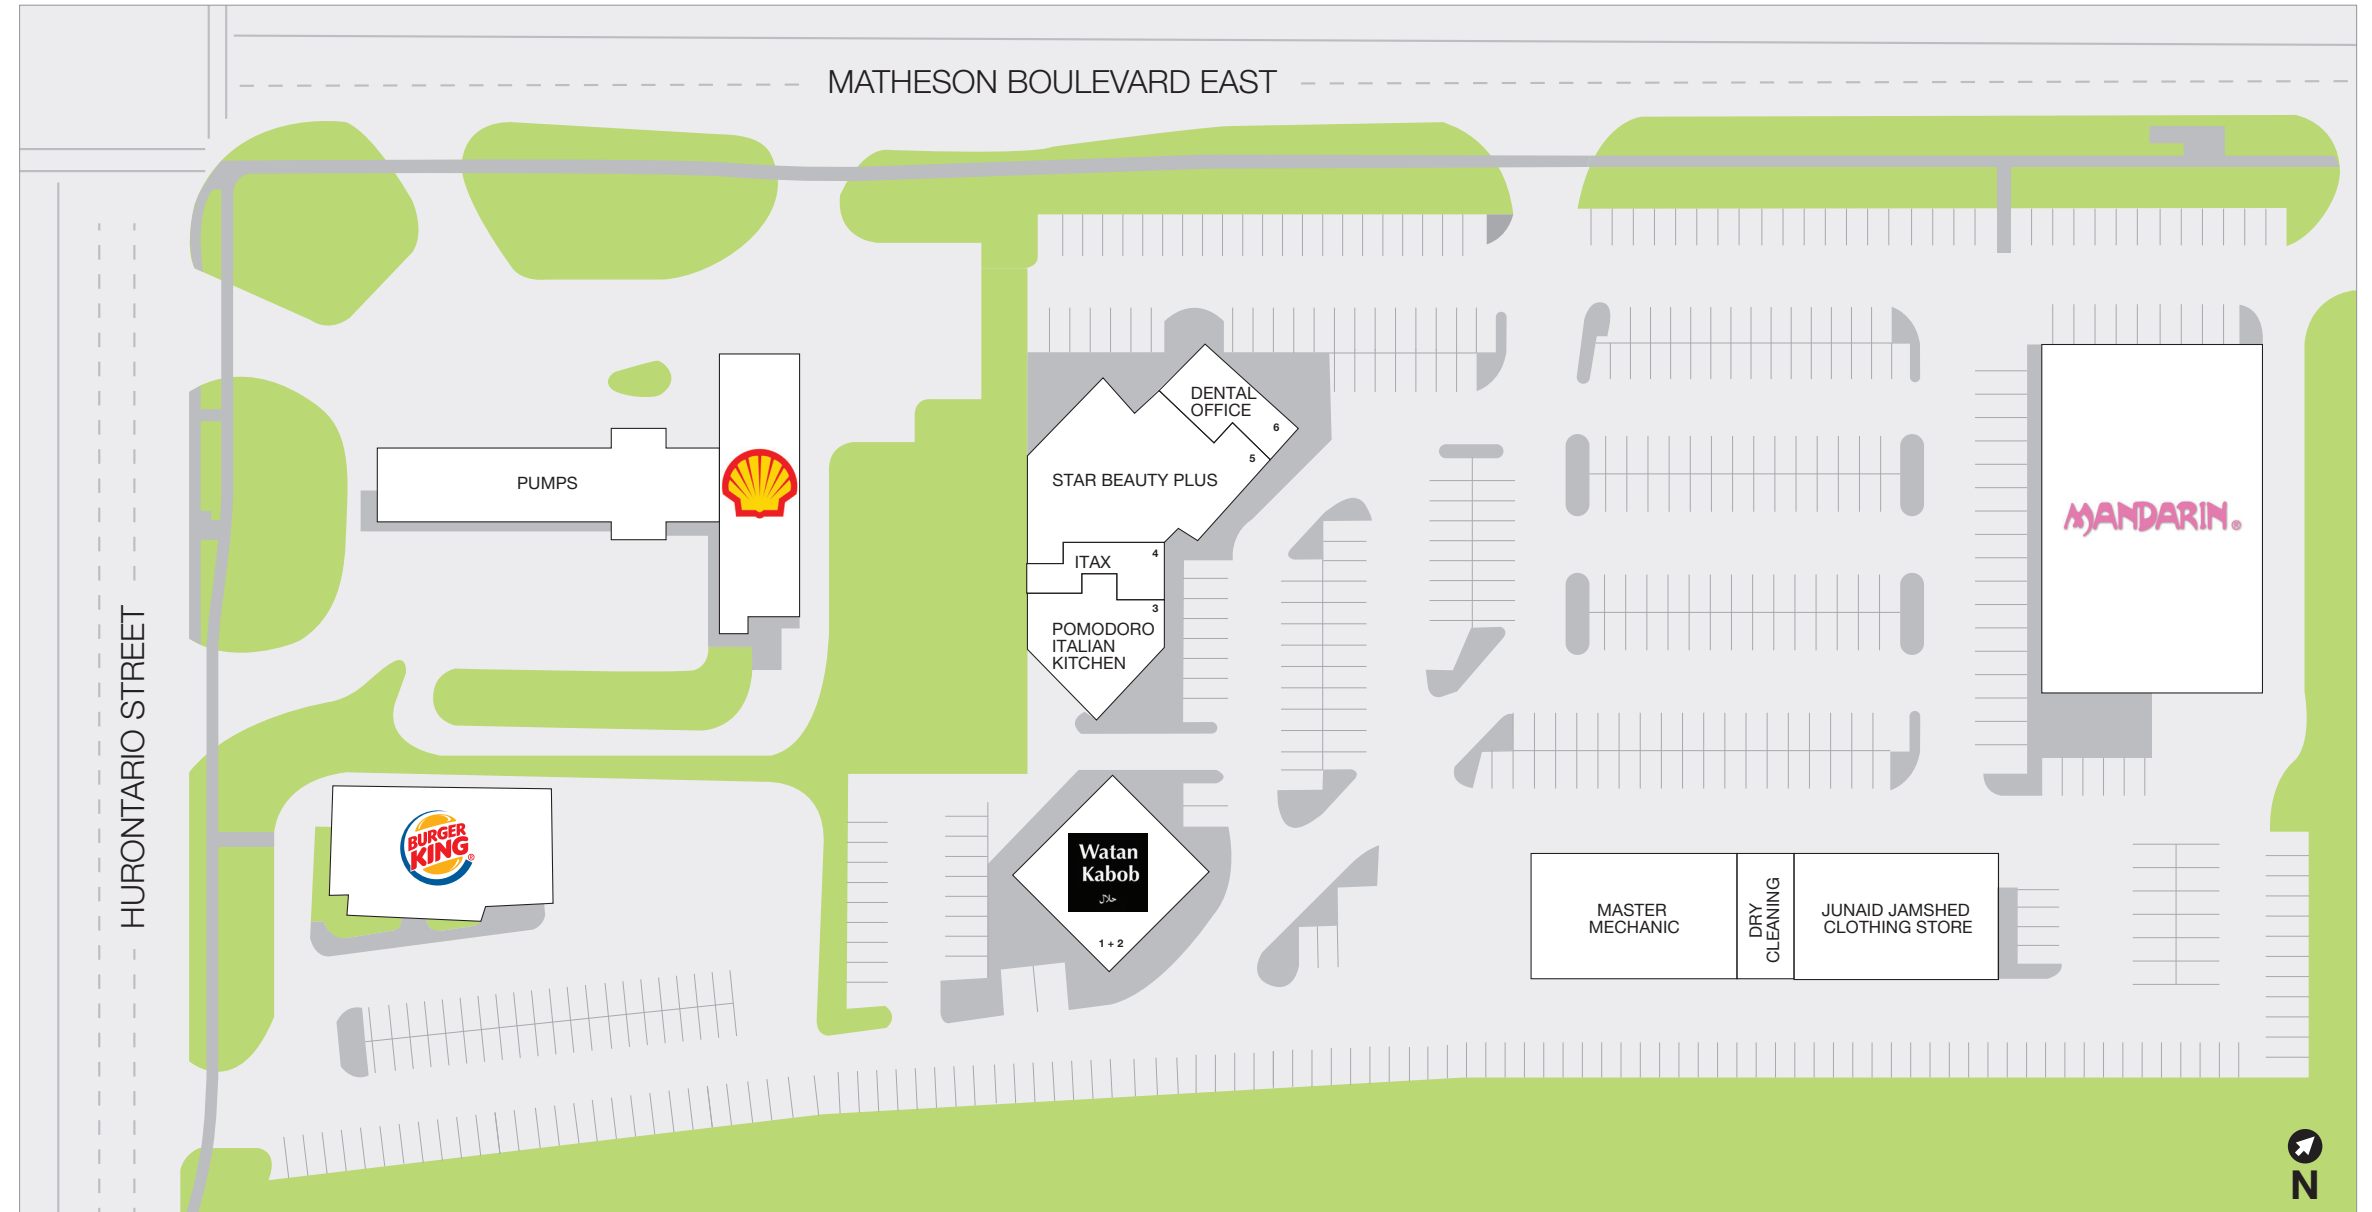 MATHESON BOULEVARD EAST
HURONTARIO STREET
DENTAL
OFFICE
6
5
STAR BEAUTY PLUS
PUMPS
MANDARIN®
4
ITAX
3
POMODORO
ITALIAN
KITCHEN
BURGER
KING®
Watan
Kabob
حلال
1 + 2
MASTER
MECHANIC
DRY
CLEANING
JUNAID JAMSHED
CLOTHING STORE
N